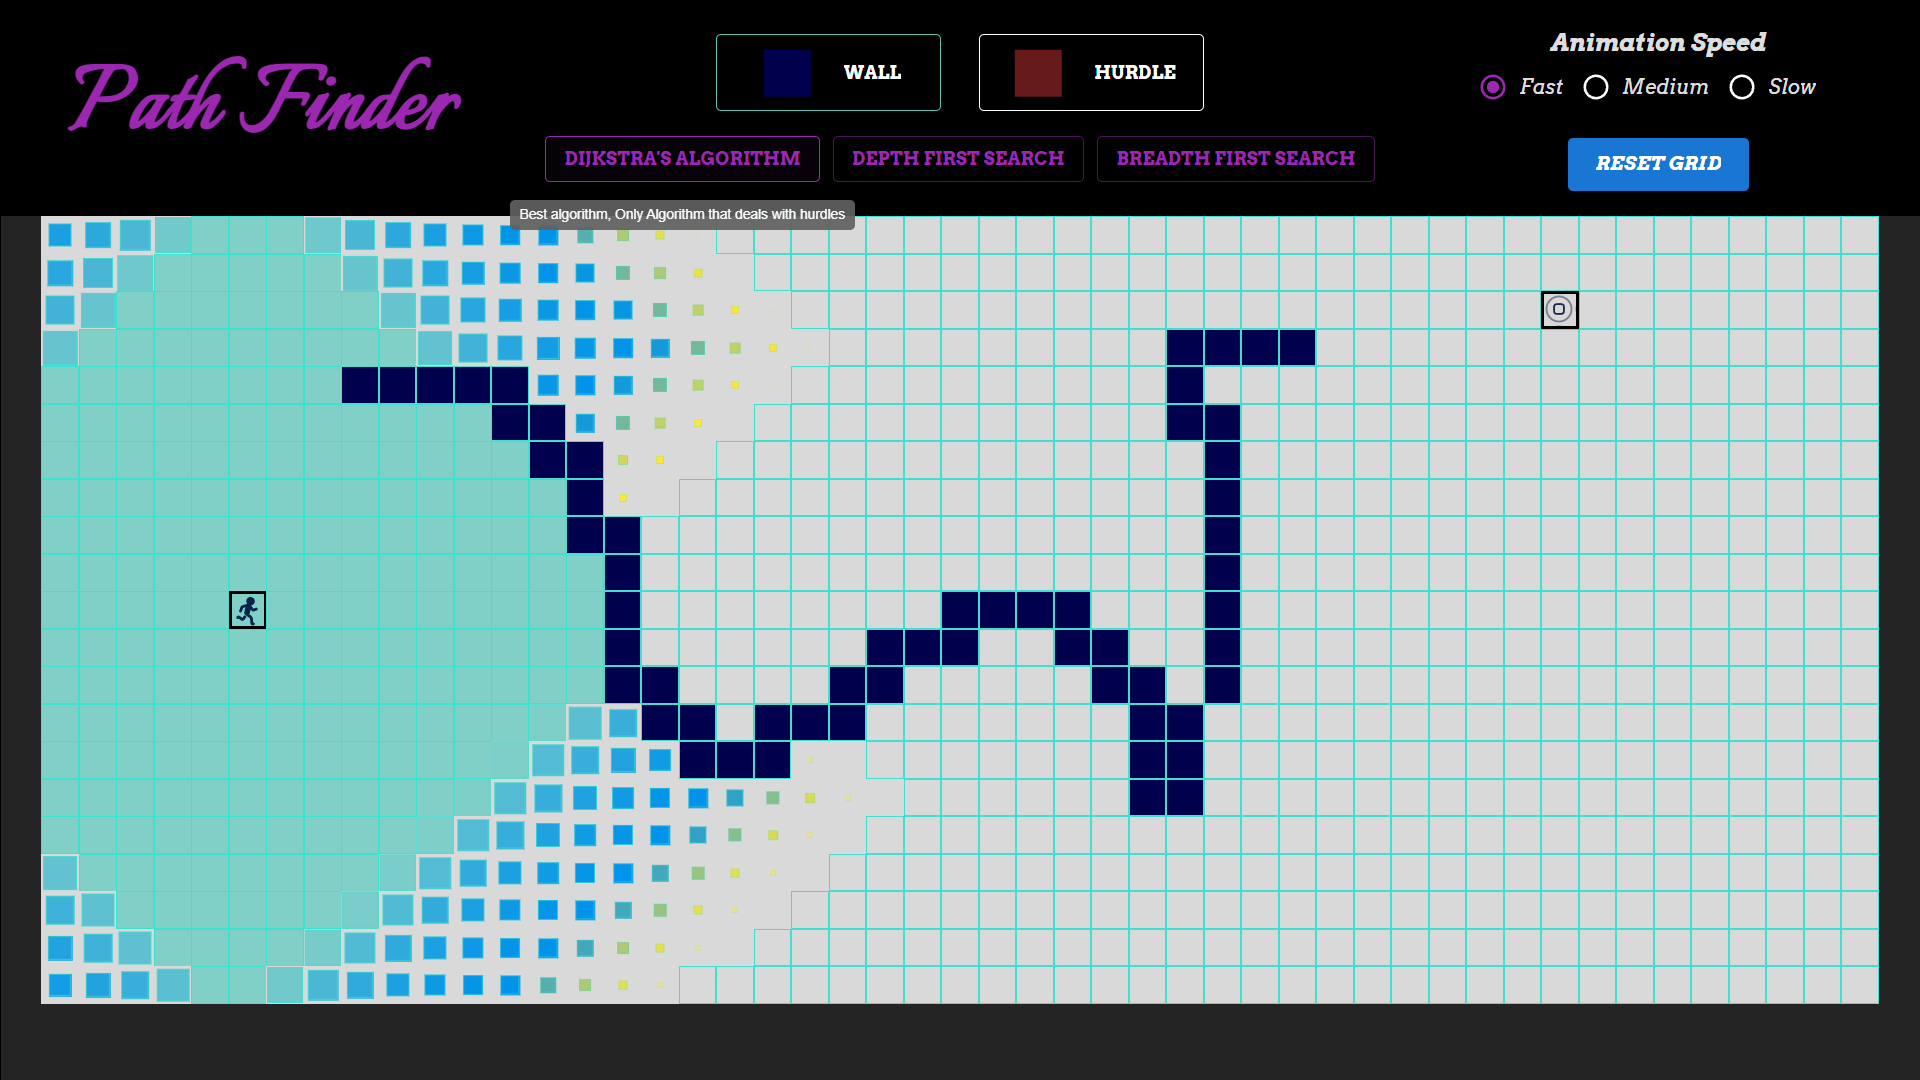 Path Finder
WALL
HURDLE
Animation Speed
Fast
Medium
Slow
DIJKSTRA'S ALGORITHM
DEPTH FIRST SEARCH
BREADTH FIRST SEARCH
RESET GRID
Best algorithm, Only Algorithm that deals with hurdles